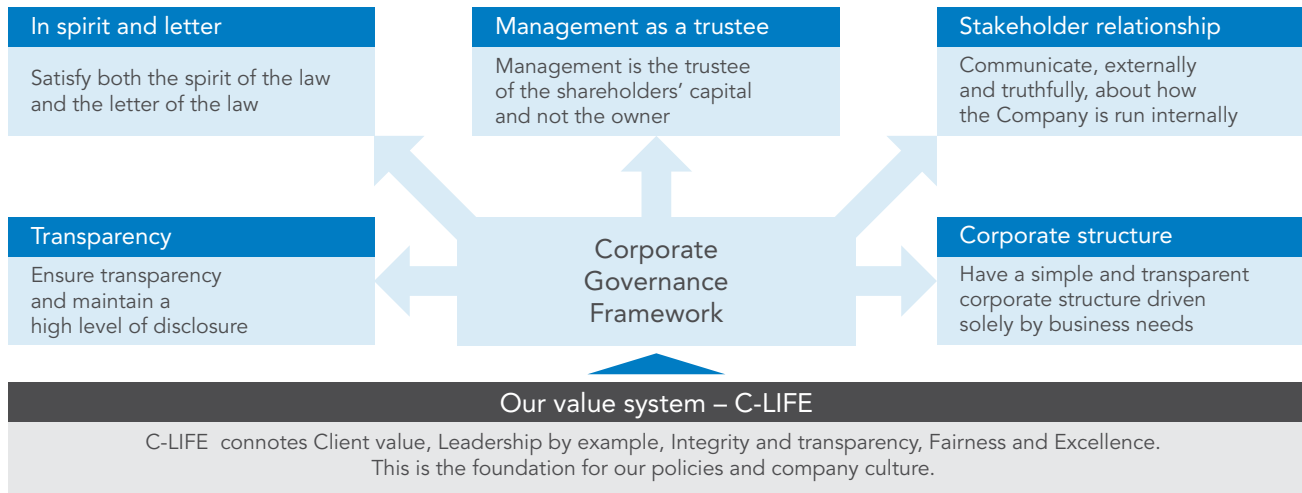 In spirit and letter
Satisfy both the spirit of the law
and the letter of the law
Management as a trustee
Management is the trustee
of the shareholders’ capital
and not the owner
Stakeholder relationship
Communicate, externally
and truthfully, about how
the Company is run internally
Transparency
Ensure transparency
and maintain a
high level of disclosure
Corporate
Governance
Framework
Corporate structure
Have a simple and transparent
corporate structure driven
solely by business needs
Our value system – C-LIFE
C-LIFE connotes Client value, Leadership by example, Integrity and transparency, Fairness and Excellence.
This is the foundation for our policies and company culture.